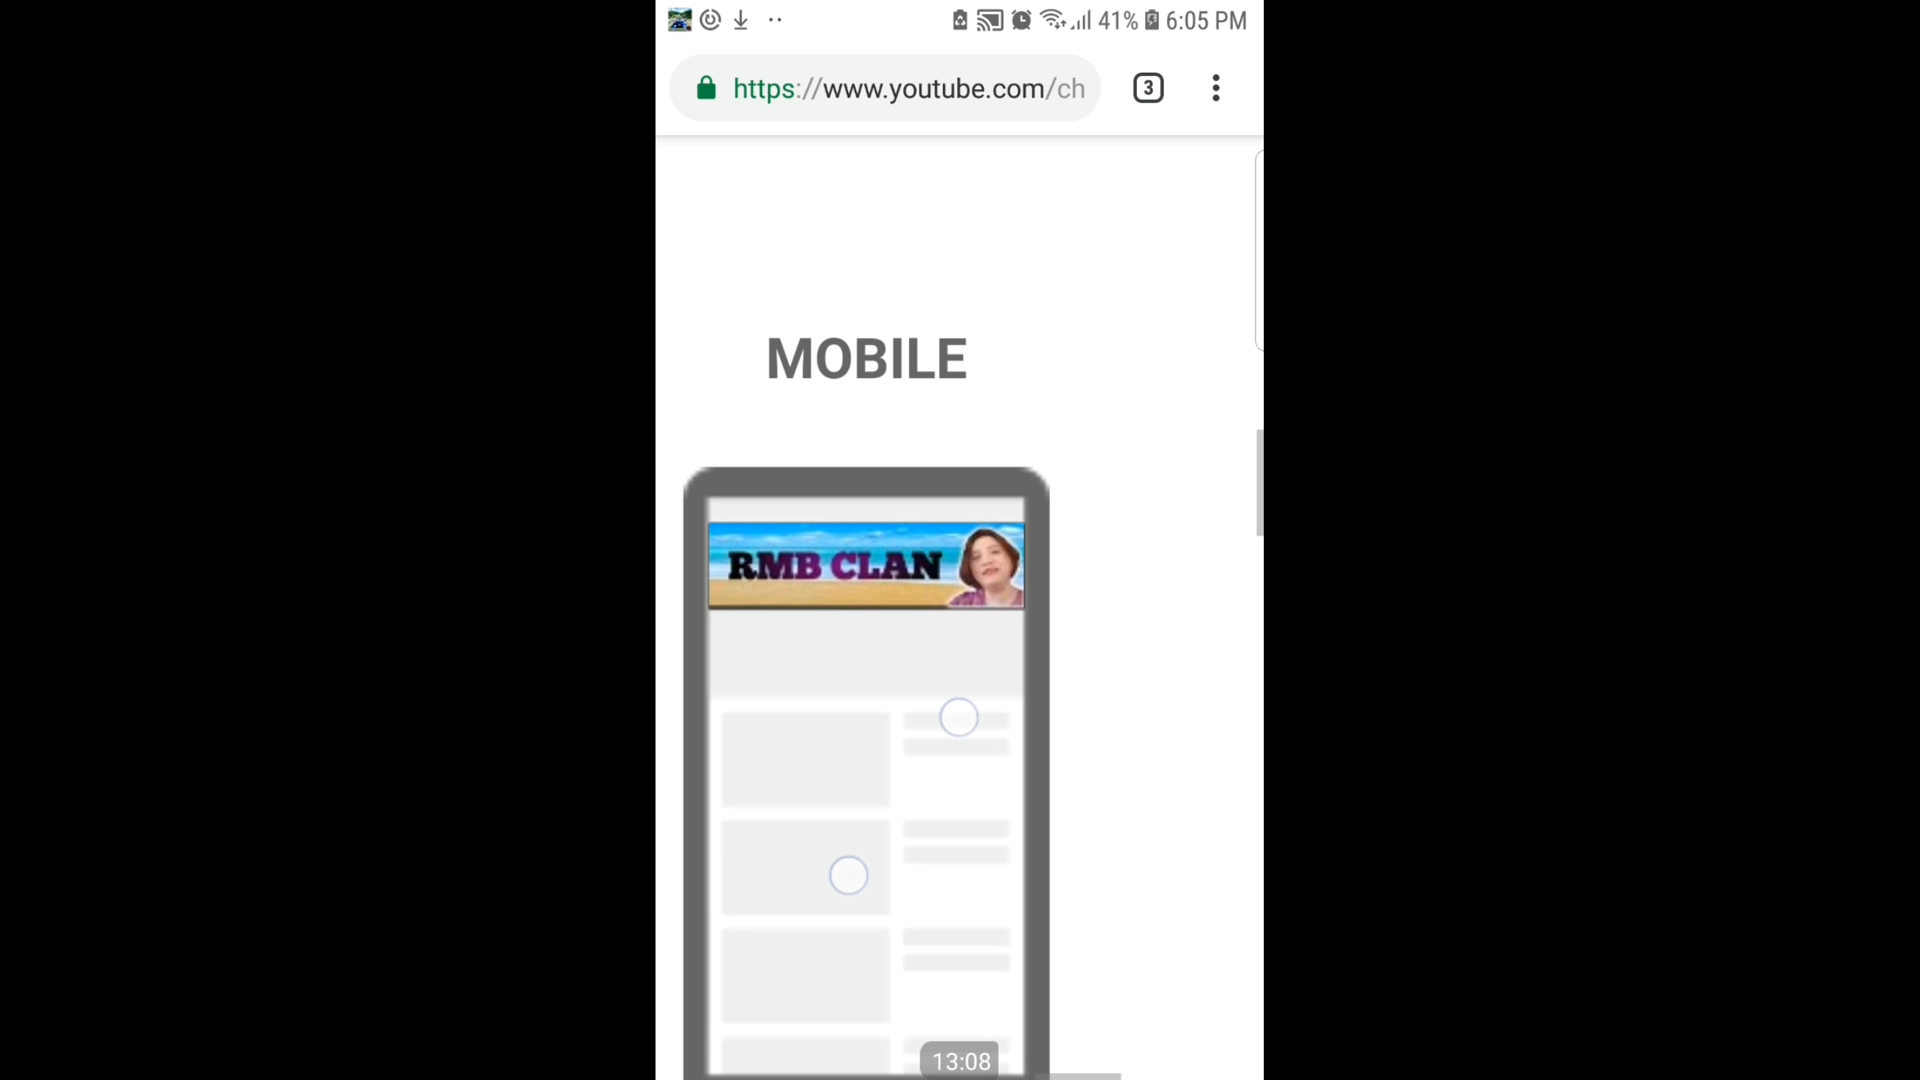 41% 6:05 PM
https://www.youtube.com/ch
3
MOBILE
RMB CLAN
13:08